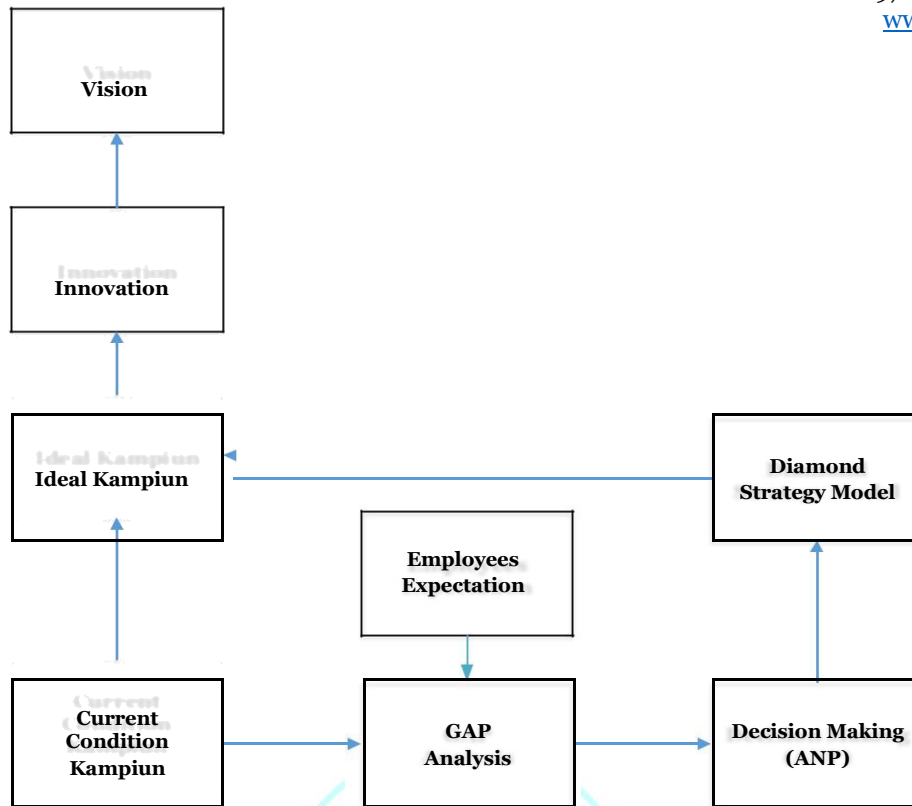 Vision
Innovation
Ideal Kampiun
Diamond
Strategy Model
Employees
Expectation
Current
Condition
Kampiun
GAP
Analysis
Decision Making
(ANP)